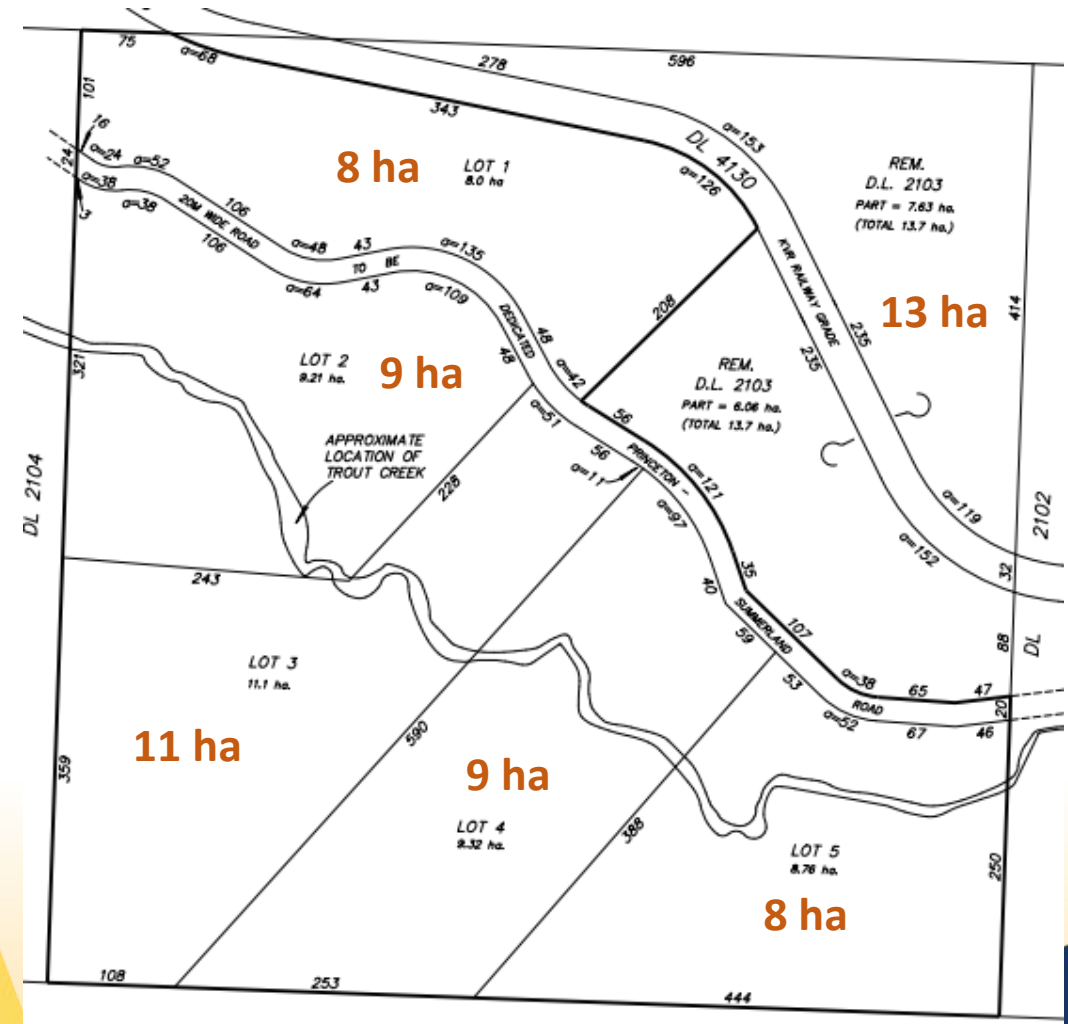 75
a=68
278
596
101
343
16
24
a=24
a=52
a=38
a=38
3
8 ha
LOT 1
8.0 ha.
DL 4130
a=153
a=126
REM.
D.L. 2103
PART = 7.63 ha.
(TOTAL 13.7 ha.)
13 ha
414
20M WIDE ROAD
106
106
a=48
43
TO BE
a=64
43
a=135
a=109
DEDICATED
48
48
208
KVR RAILWAY GRADE
235
235
321
LOT 2
9.21 ha.
9 ha
a=42
a=51
56
56
REM.
D.L. 2103
PART = 6.06 ha.
(TOTAL 13.7 ha.)
APPROXIMATE
LOCATION OF
TROUT CREEK
DL 2104
228
PRINCETON -
a=11
a=121
a=97
a=119
a=152
2102
DL
32
88
243
35
40
SUMMERLAND
59
107
53
a=38
a=52
65
47
ROAD
67
46
20
LOT 3
11.1 ha.
11 ha
359
590
9 ha
LOT 4
9.32 ha.
388
LOT 5
8.76 ha.
8 ha
250
108
253
444